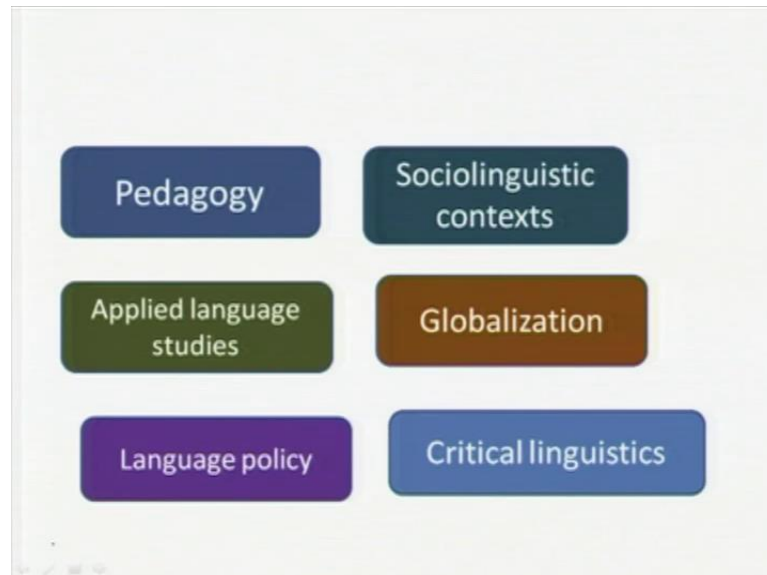 Pedagogy
Sociolinguistic
contexts
Applied language
studies
Globalization
Language policy
Critical linguistics